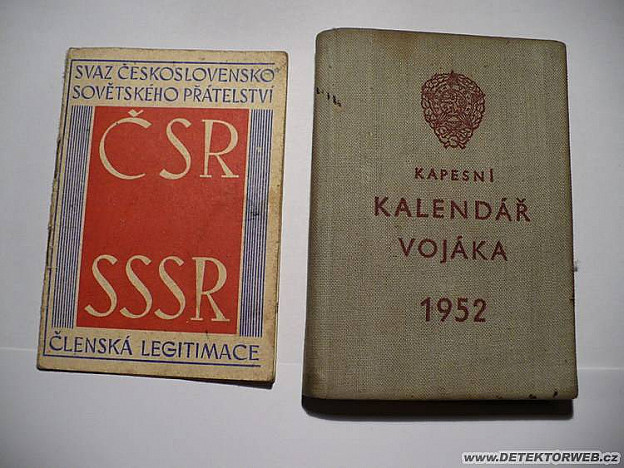 SVAZ ČESKOSLOVENSKO
SOVĚTSKÉHO PŘÁTELSTVÍ
ČSR
SSSR
ČLENSKÁ LEGITIMACE
KAPESNÍ
KALENDÁŘ
VOJÁKA
1952
www.DETEKTORWEB.cz